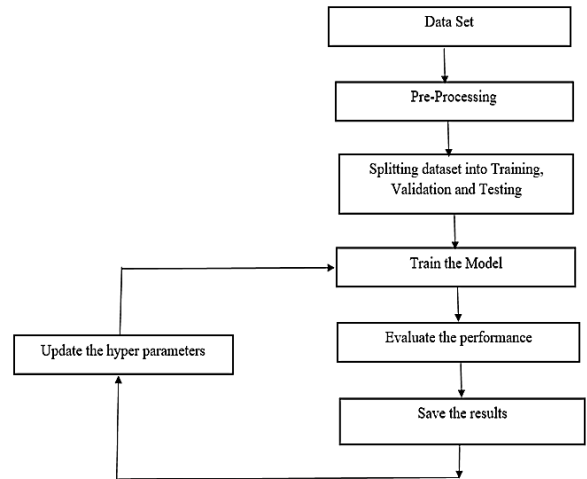 Data Set
Pre-Processing
Splitting dataset into Training,
Validation and Testing
Train the Model
Evaluate the performance
Update the hyper parameters
Save the results